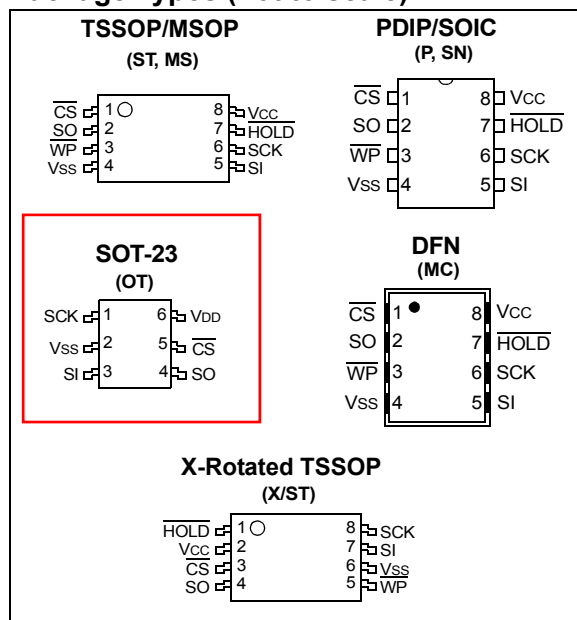 TSSOP/MSOP
(ST, MS)
CS 1 8 VCC
SO 2 7 HOLD
WP 3 6 SCK
VSS 4 5 SI
PDIP/SOIC
(P, SN)
CS 1 8 VCC
SO 2 7 HOLD
WP 3 6 SCK
VSS 4 5 SI
SOT-23
(OT)
SCK 1 6 VDD
VSS 2 5 CS
SI 3 4 SO
DFN
(MC)
CS 1 8 VCC
SO 2 7 HOLD
WP 3 6 SCK
VSS 4 5 SI
X-Rotated TSSOP
(X/ST)
HOLD 1 8 SCK
VCC 2 7 SI
CS 3 6 VSS
SO 4 5 WP